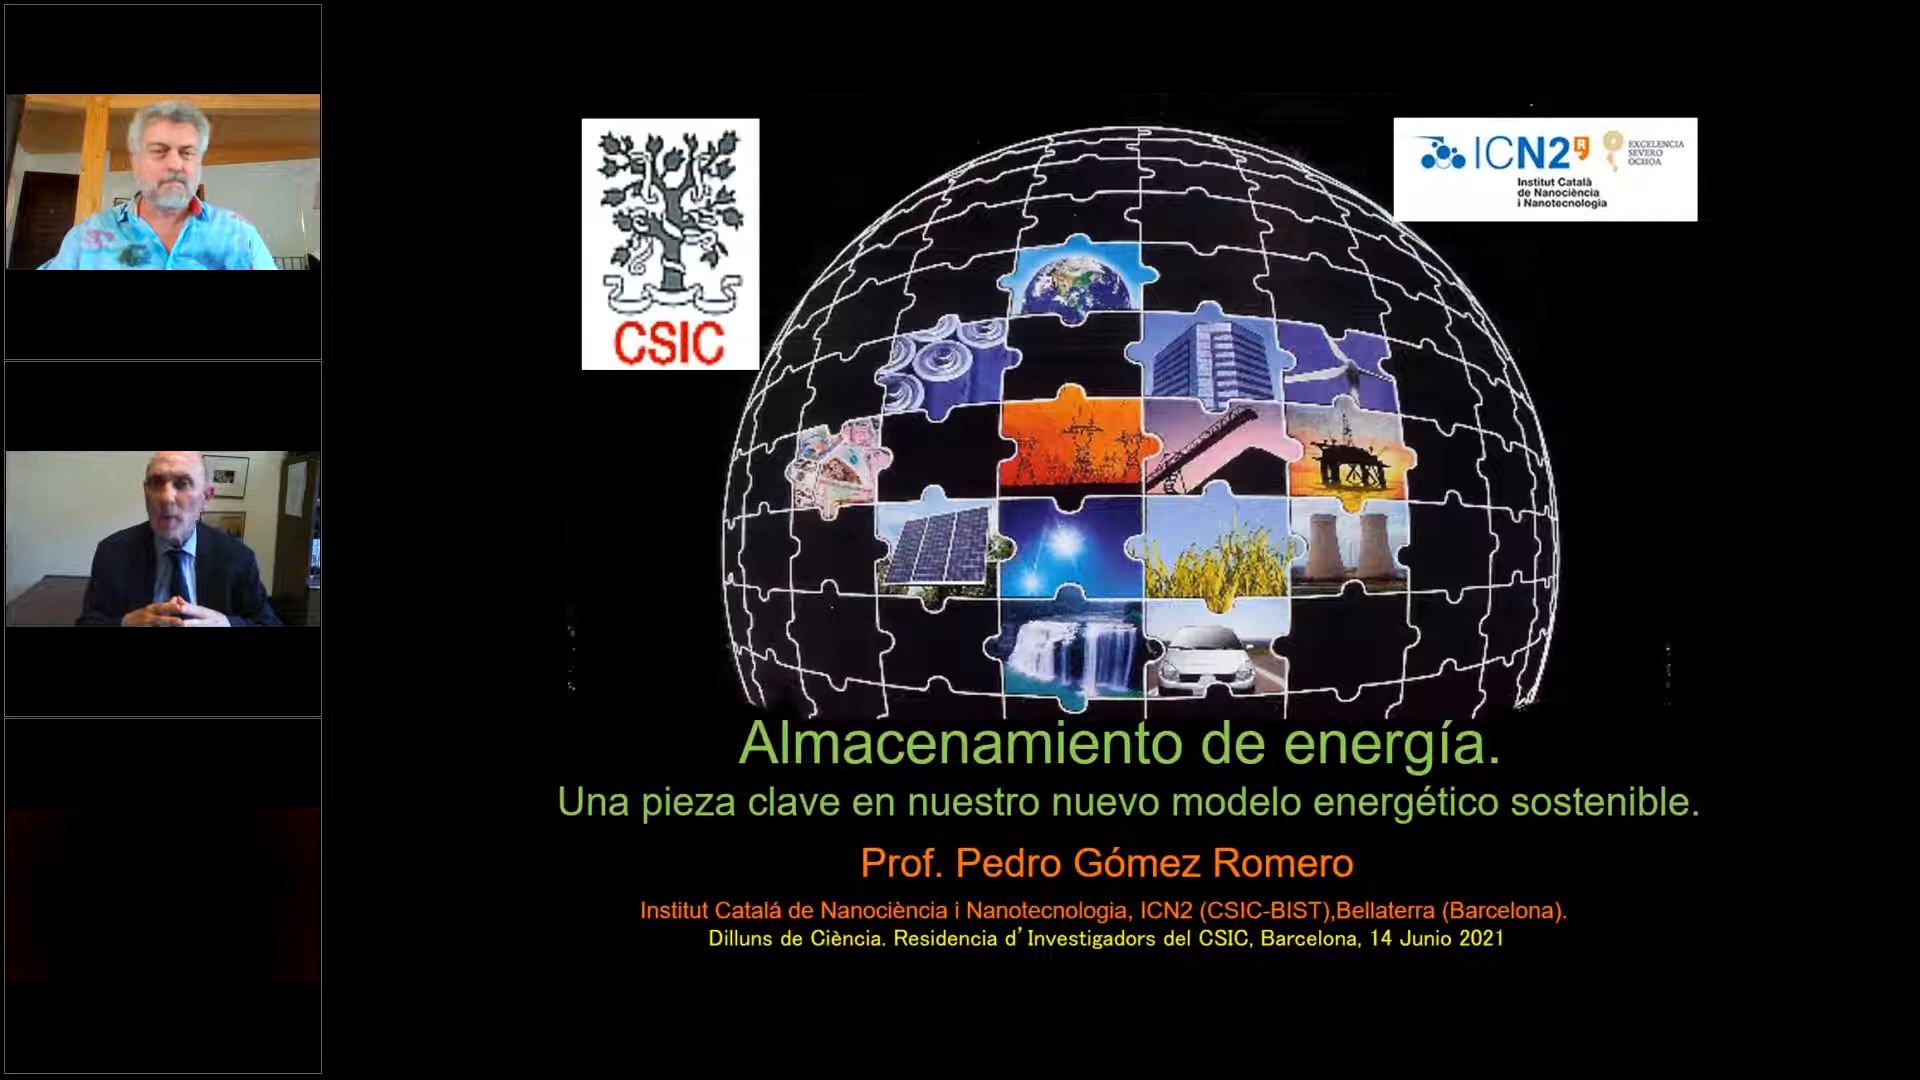 CSIC
ICN2
EXCELENCIA
SEVERO
OCHOA
Institut Català
de Nanociència
i Nanotecnologia
Almacenamiento de energía.
Una pieza clave en nuestro nuevo modelo energético sostenible.
Prof. Pedro Gómez Romero
Institut Catalá de Nanociència i Nanotecnologia, ICN2 (CSIC-BIST),Bellaterra (Barcelona).
Dilluns de Ciència. Residencia d’Investigadors del CSIC, Barcelona, 14 Junio 2021